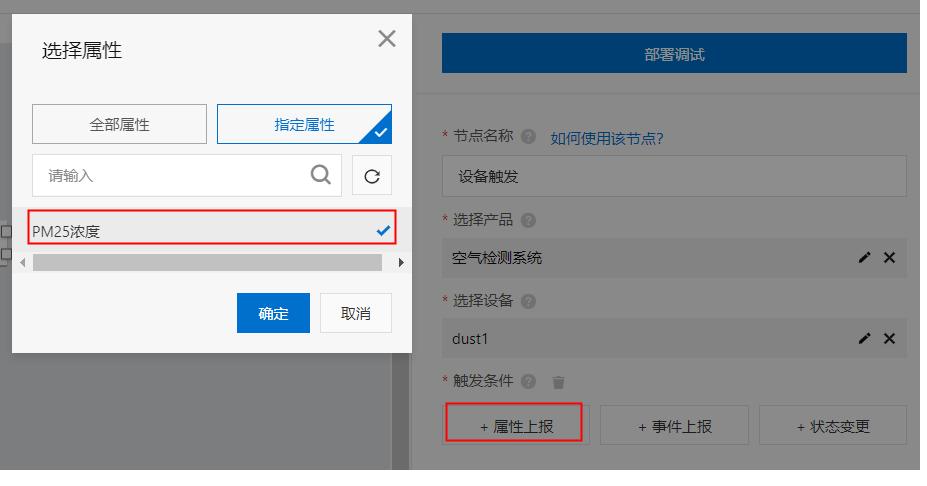 选择属性
全部属性
指定属性
请输入
PM25浓度
确定
取消
部署调试
* 节点名称 ? 如何使用该节点?
设备触发
* 选择产品 ?
空气检测系统
* 选择设备 ?
dust1
* 触发条件 ?
+ 属性上报
+ 事件上报
+ 状态变更